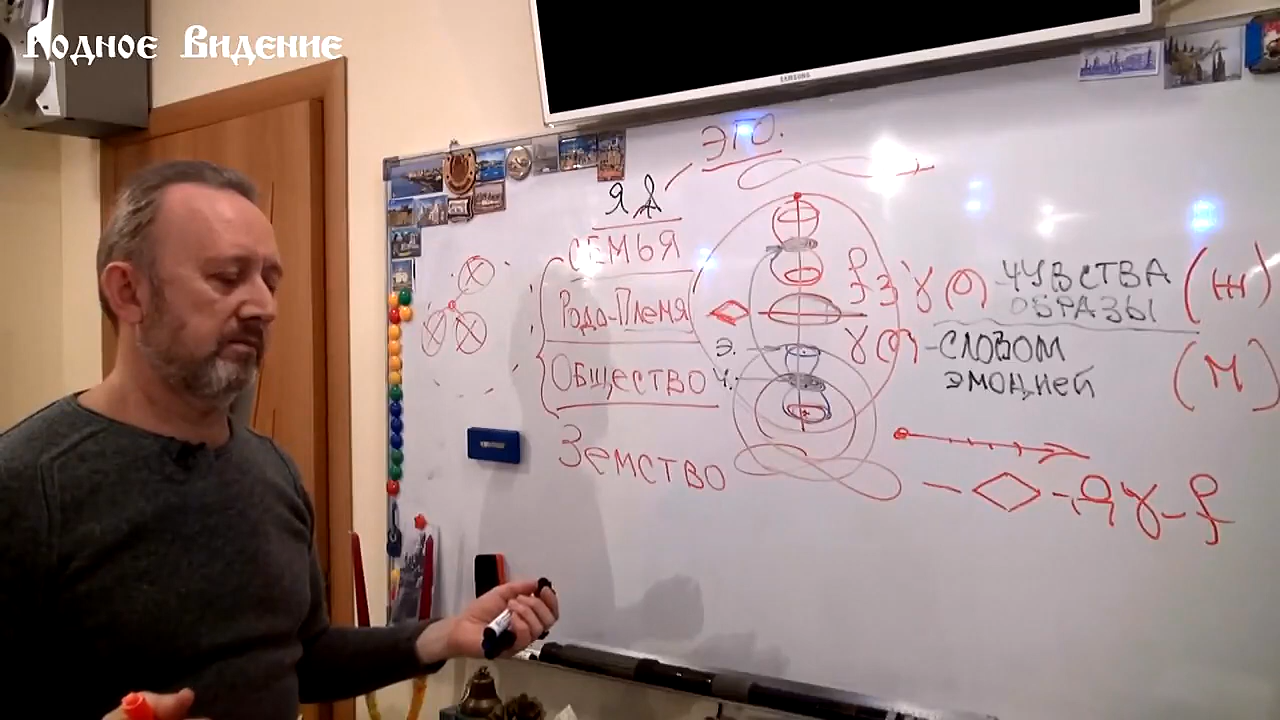 Родное Видение
SAMSUNG
ЭГО.
Я
СЕМЬЯ
Родо-Племя
Общество
Земство
Э.
Ч.
-ЧУВСТВА (Ж)
ОБРАЗЫ
-СЛОВОМ (М)
ЭМОЦИЕЙ